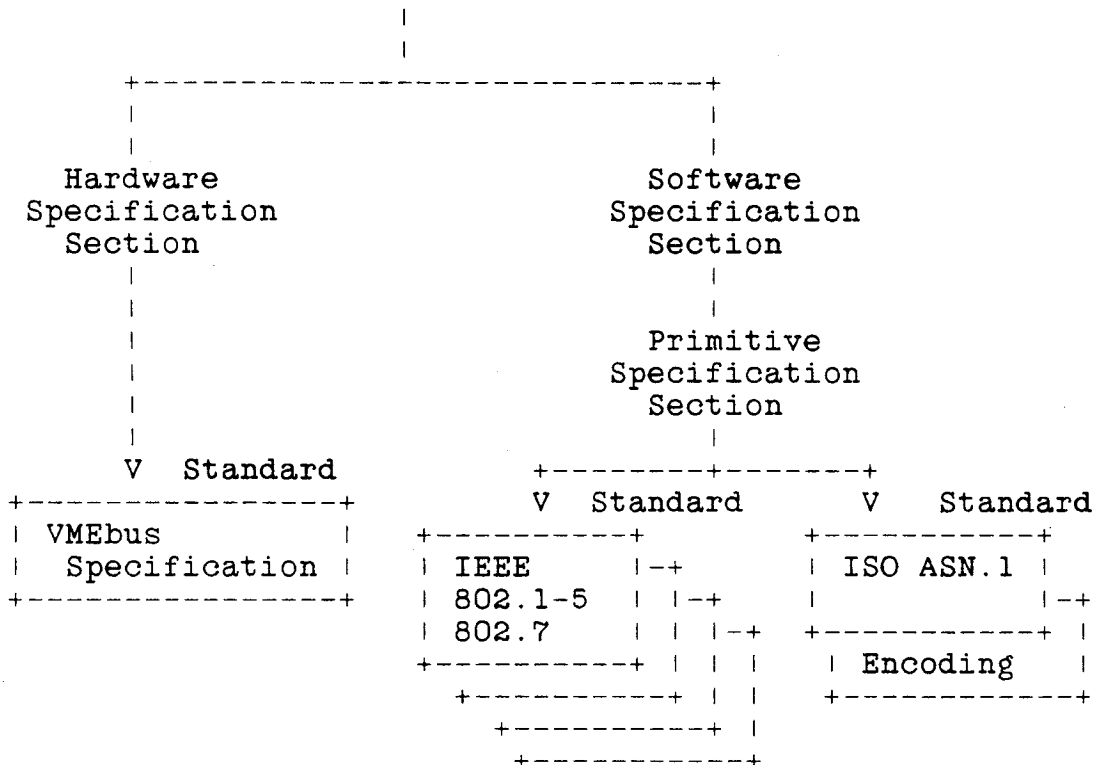 Hardware
Specification
Section
Software
Specification
Section
Primitive
Specification
Section
V Standard
VMEbus
Specification
V Standard
IEEE
802.1-5
802.7
V Standard
ISO ASN.1
Encoding